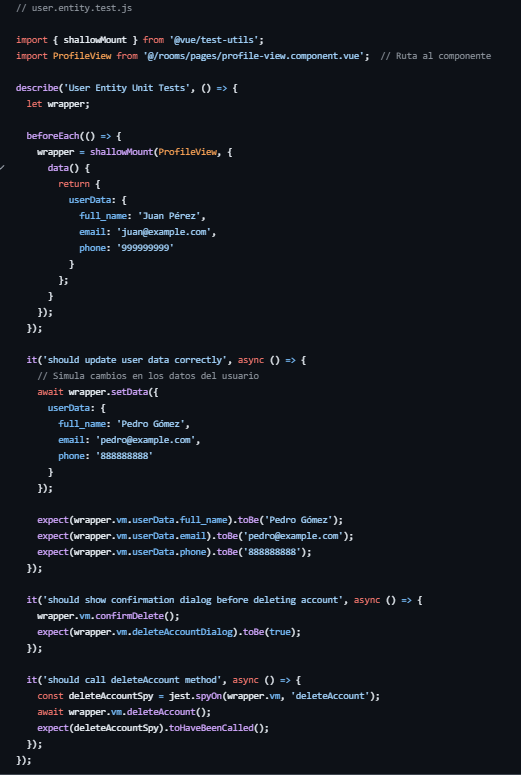 // user.entity.test.js
import { shallowMount } from '@vue/test-utils';
import ProfileView from '@/rooms/pages/profile-view.component.vue';  // Ruta al componente
describe('User Entity Unit Tests', () => {
  let wrapper;
  beforeEach(() => {
    wrapper = shallowMount(ProfileView, {
      data() {
        return {
          userData: {
            full_name: 'Juan Pérez',
            email: 'juan@example.com',
            phone: '999999999'
          }
        };
      }
    });
  });
  it('should update user data correctly', async () => {
    // Simula cambios en los datos del usuario
    await wrapper.setData({
      userData: {
        full_name: 'Pedro Gómez',
        email: 'pedro@example.com',
        phone: '888888888'
      }
    });
    expect(wrapper.vm.userData.full_name).toBe('Pedro Gómez');
    expect(wrapper.vm.userData.email).toBe('pedro@example.com');
    expect(wrapper.vm.userData.phone).toBe('888888888');
  });
  it('should show confirmation dialog before deleting account', async () => {
    wrapper.vm.confirmDelete();
    expect(wrapper.vm.deleteAccountDialog).toBe(true);
  });
  it('should call deleteAccount method', async () => {
    const deleteAccountSpy = jest.spyOn(wrapper.vm, 'deleteAccount');
    await wrapper.vm.deleteAccount();
    expect(deleteAccountSpy).toHaveBeenCalled();
  });
});